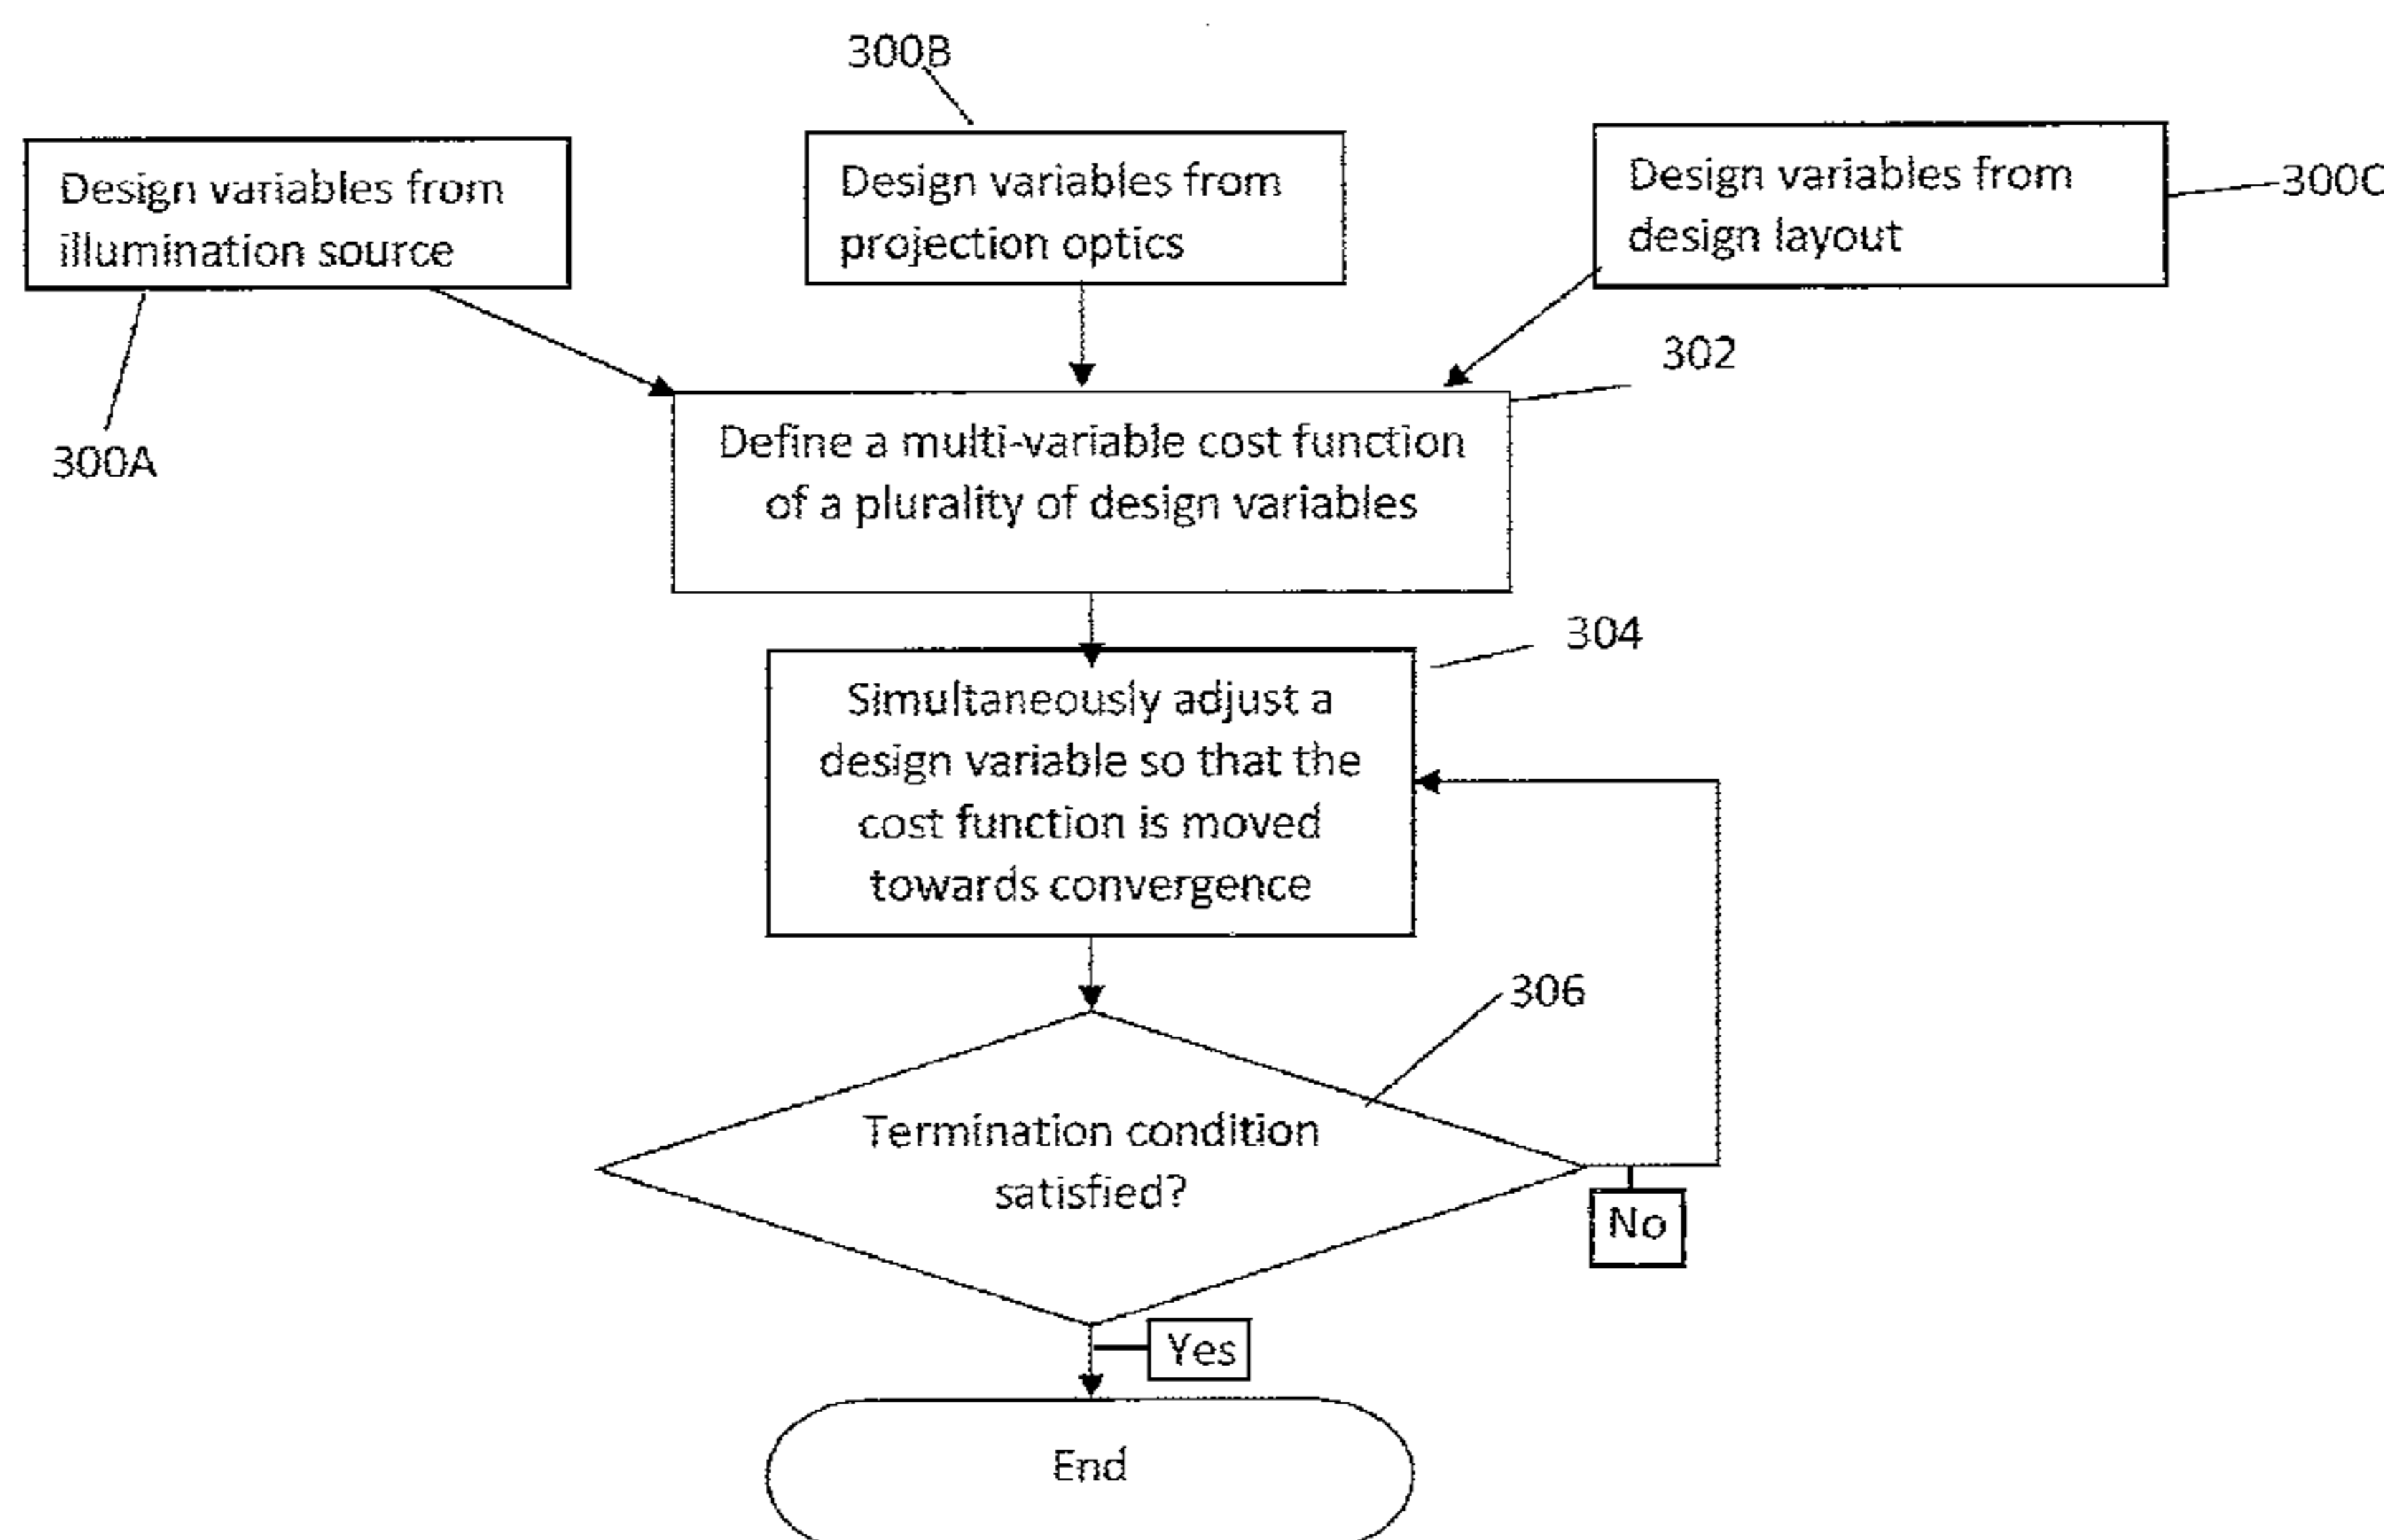 300B
Design variables from
illumination source
Design variables from
projection optics
Design variables from
design layout
300C
300A
302
Define a multi-variable cost function
of a plurality of design variables
304
Simultaneously adjust a
design variable so that the
cost function is moved
towards convergence
306
Termination condition
satisfied?
No
Yes
End